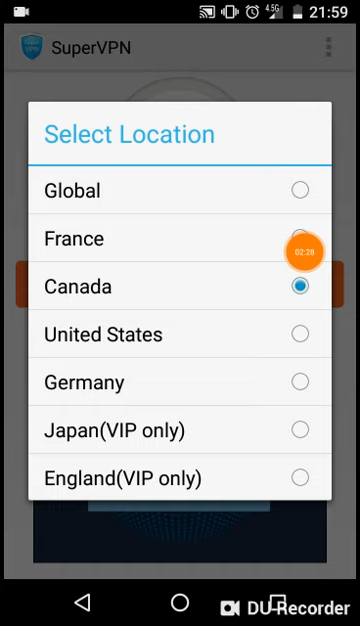 4.5G 21:59
SuperVPN
Select Location
Global
France
02:28
Canada
United States
Germany
Japan(VIP only)
England(VIP only)
DU Recorder